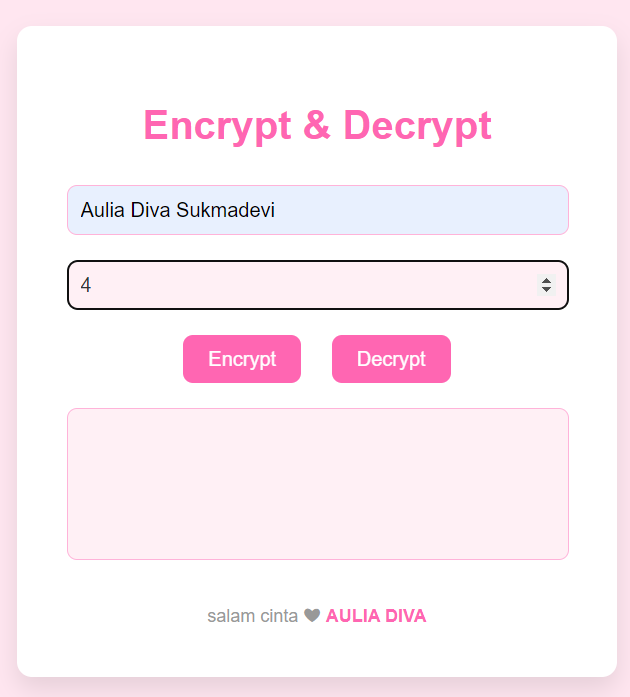 Encrypt & Decrypt
Aulia Diva Sukmadevi
4
Encrypt Decrypt
salam cinta 🖤 AULIA DIVA